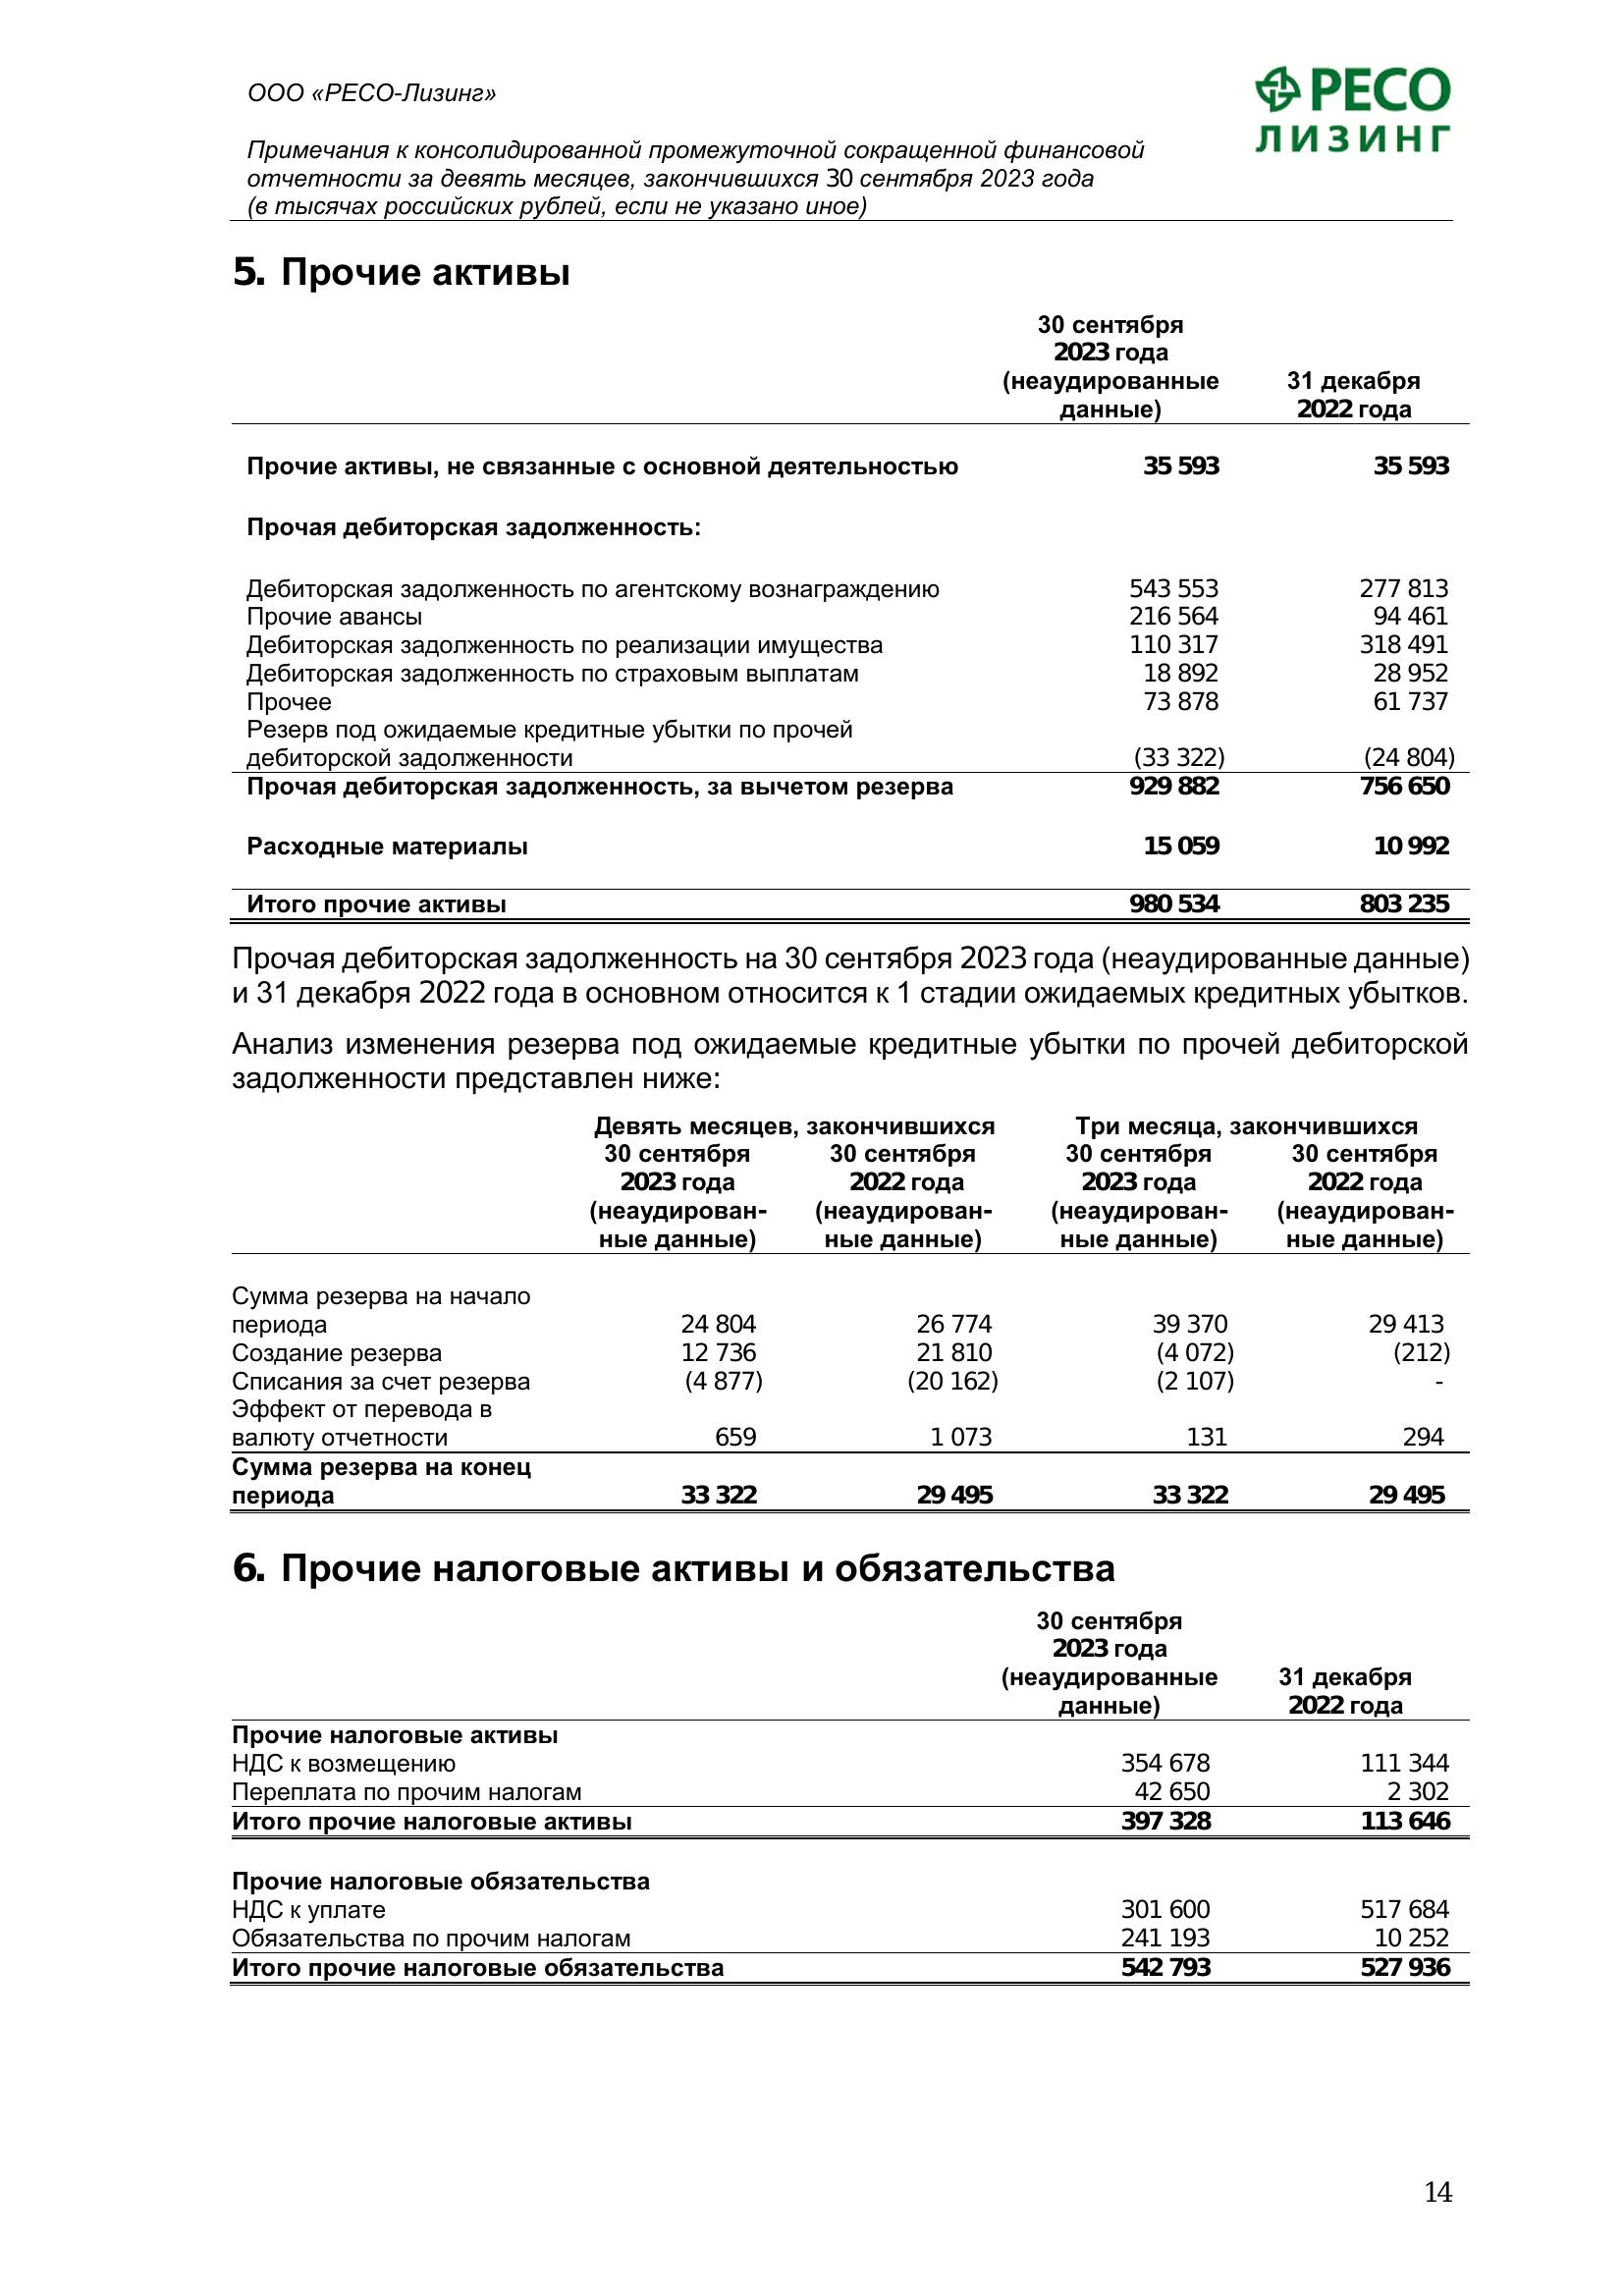 ООО «РЕСО-Лизинг»
РЕСО
ЛИЗИНГ
Примечания к консолидированной промежуточной сокращенной финансовой
отчетности за девять месяцев, закончившихся 30 сентября 2023 года
(в тысячах российских рублей, если не указано иное)
5. Прочие активы
30 сентября
2023 года
(неаудированные 31 декабря
данные) 2022 года
Прочие активы, не связанные с основной деятельностью 35 593 35 593
Прочая дебиторская задолженность:
Дебиторская задолженность по агентскому вознаграждению 543 553 277 813
Прочие авансы 216 564 94 461
Дебиторская задолженность по реализации имущества 110 317 318 491
Дебиторская задолженность по страховым выплатам 18 892 28 952
Прочее 73 878 61 737
Резерв под ожидаемые кредитные убытки по прочей
дебиторской задолженности (33 322) (24 804)
Прочая дебиторская задолженность, за вычетом резерва 929 882 756 650
Расходные материалы 15 059 10 992
Итого прочие активы 980 534 803 235
Прочая дебиторская задолженность на 30 сентября 2023 года (неаудированные данные)
и 31 декабря 2022 года в основном относится к 1 стадии ожидаемых кредитных убытков.
Анализ изменения резерва под ожидаемые кредитные убытки по прочей дебиторской
задолженности представлен ниже:
Девять месяцев, закончившихся Три месяца, закончившихся
30 сентября 30 сентября 30 сентября 30 сентября
2023 года 2022 года 2023 года 2022 года
(неаудирован- (неаудирован- (неаудирован- (неаудирован-
ные данные) ные данные) ные данные) ные данные)
Сумма резерва на начало
периода 24 804 26 774 39 370 29 413
Создание резерва 12 736 21 810 (4 072) (212)
Списания за счет резерва (4 877) (20 162) (2 107) -
Эффект от перевода в
валюту отчетности 659 1 073 131 294
Сумма резерва на конец
периода 33 322 29 495 33 322 29 495
6. Прочие налоговые активы и обязательства
30 сентября
2023 года
(неаудированные 31 декабря
данные) 2022 года
Прочие налоговые активы
НДС к возмещению 354 678 111 344
Переплата по прочим налогам 42 650 2 302
Итого прочие налоговые активы 397 328 113 646
Прочие налоговые обязательства
НДС к уплате 301 600 517 684
Обязательства по прочим налогам 241 193 10 252
Итого прочие налоговые обязательства 542 793 527 936
14